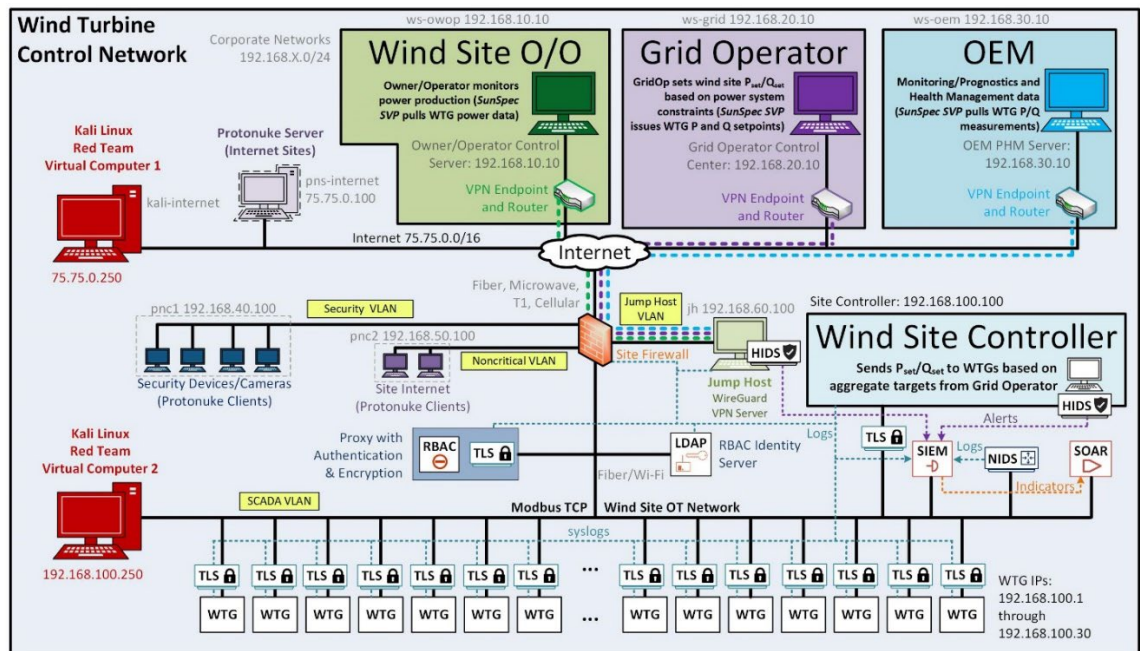 Wind Turbine
Control Network
Corporate Networks
192.168.X.0/24
ws-owop 192.168.10.10
Wind Site O/O
Owner/Operator monitors
power production (SunSpec
SVP pulls WTG power data)
Owner/Operator Control
Server: 192.168.10.10
VPN Endpoint
and Router
ws-grid 192.168.20.10
Grid Operator
GridOp sets wind site Pset/Qset
based on power system
constraints (SunSpec SVP
issues WTG P and Q setpoints)
Grid Operator Control
Center: 192.168.20.10
VPN Endpoint
and Router
ws-oem 192.168.30.10
OEM
Monitoring/Prognostics and
Health Management data
(SunSpec SVP pulls WTG P/Q
measurements)
OEM PHM Server:
192.168.30.10
VPN Endpoint
and Router
Kali Linux
Red Team
Virtual Computer 1
75.75.0.250
kali-internet
Protonuke Server
(Internet Sites)
pns-internet
75.75.0.100
Internet 75.75.0.0/16
Internet
Fiber, Microwave,
T1, Cellular
pnc1 192.168.40.100
Security VLAN
Security Devices/Cameras
(Protonuke Clients)
pnc2 192.168.50.100
Noncritical VLAN
Site Internet
(Protonuke Clients)
Site Firewall
Jump Host
VLAN
jh 192.168.60.100
HIDS
Jump Host
WireGuard
VPN Server
Site Controller: 192.168.100.100
Wind Site Controller
Sends Pset/Qset to WTGs based on
aggregate targets from Grid Operator
HIDS
Alerts
Kali Linux
Red Team
Virtual Computer 2
192.168.100.250
Proxy with
Authentication
& Encryption
RBAC
TLS
LDAP
RBAC Identity
Server
Fiber/Wi-Fi
Logs
TLS
SIEM
Logs
NIDS
SOAR
Indicators
SCADA VLAN
Modbus TCP
Wind Site OT Network
syslogs
TLS TLS TLS TLS TLS TLS TLS ... TLS TLS TLS TLS TLS TLS TLS
WTG WTG WTG WTG WTG WTG WTG ... WTG WTG WTG WTG WTG WTG WTG
WTG IPs:
192.168.100.1
through
192.168.100.30